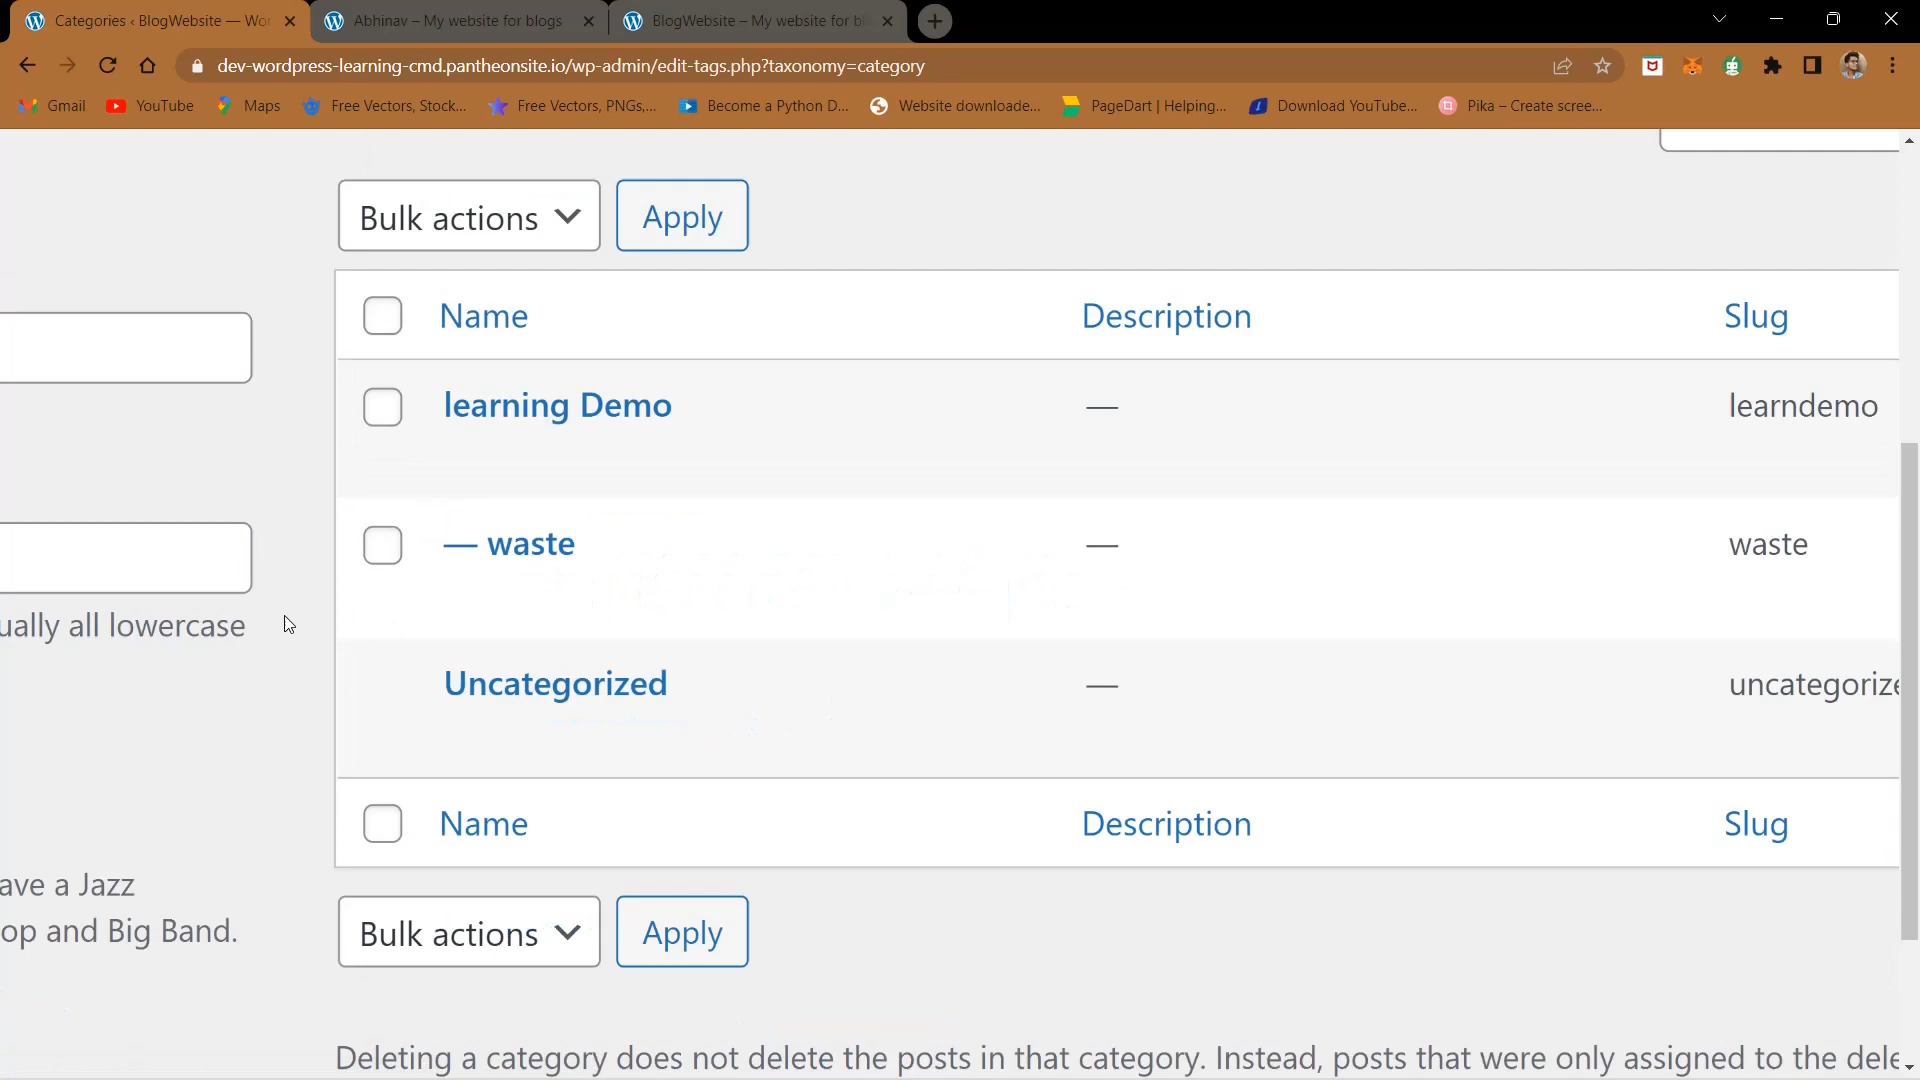 Categories ‹ BlogWebsite — Wor
Abhinav – My website for blogs
BlogWebsite – My website for bl
dev-wordpress-learning-cmd.pantheonsite.io/wp-admin/edit-tags.php?taxonomy=category
Gmail
YouTube
Maps
Free Vectors, Stock...
Free Vectors, PNGs,...
Become a Python D...
Website downloade...
PageDart | Helping...
Download YouTube...
Pika – Create scree...
Bulk actions
Apply
Name
Description
Slug
learning Demo
—
learndemo
— waste
—
waste
ually all lowercase
Uncategorized
—
uncategorize
Name
Description
Slug
ave a Jazz
op and Big Band.
Bulk actions
Apply
Deleting a category does not delete the posts in that category. Instead, posts that were only assigned to the dele